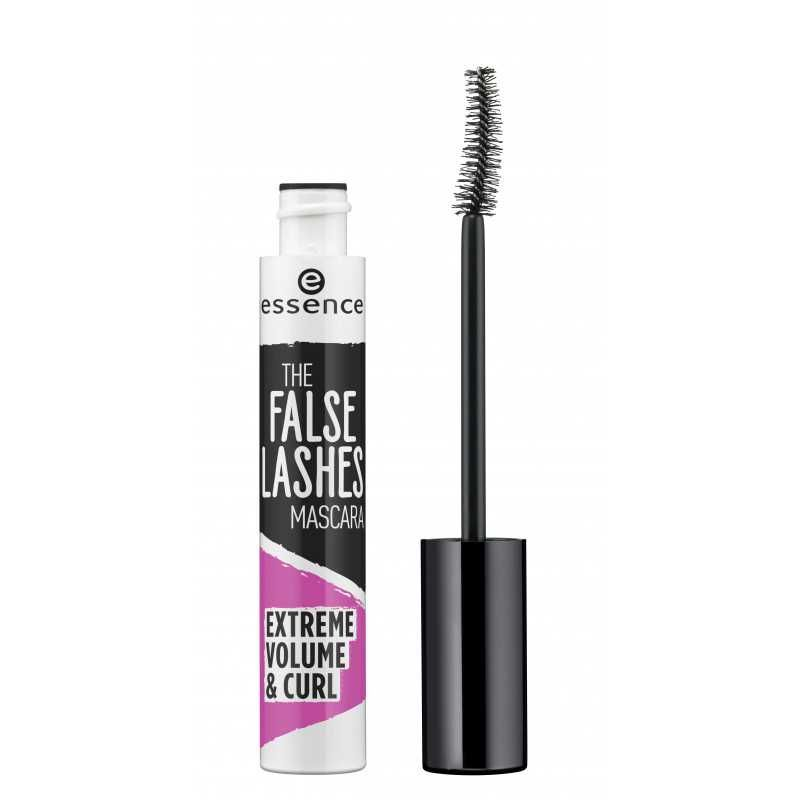 e
essence
THE
FALSE
LASHES
MASCARA
EXTREME
VOLUME
& CURL